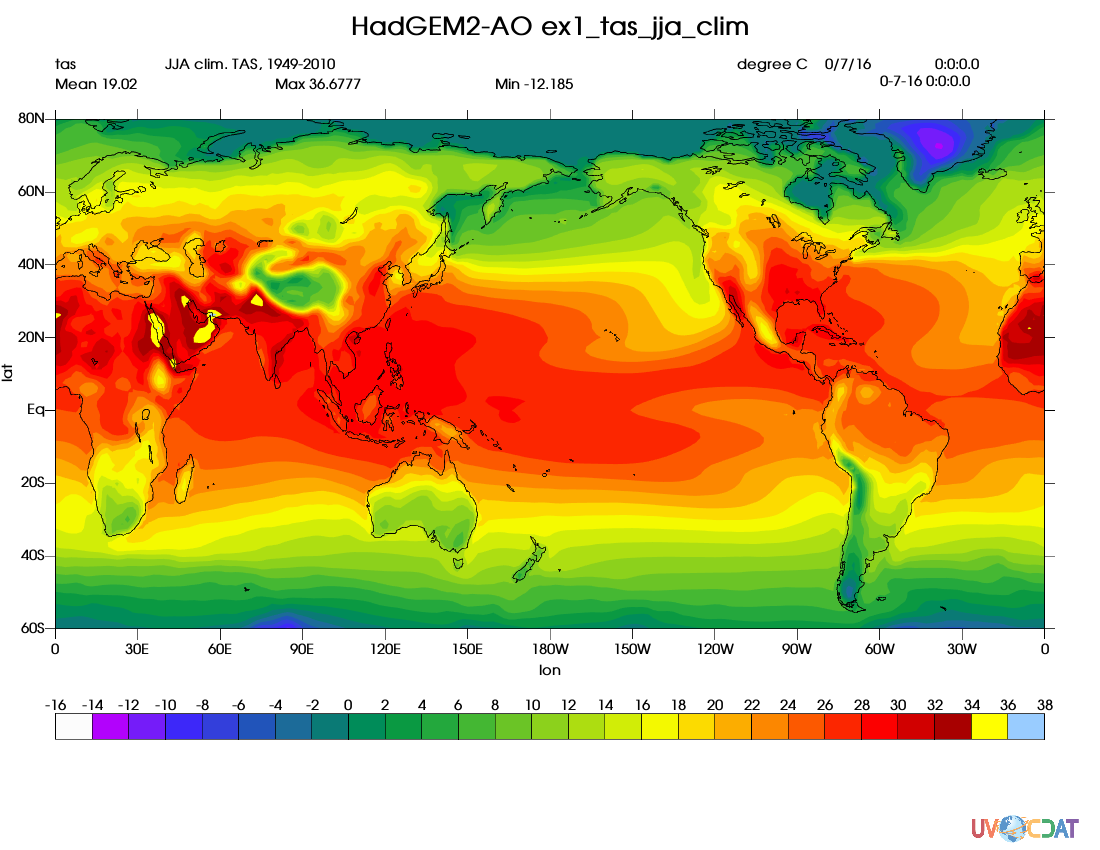 HadGEM2-AO ex1_tas_jja_clim
tas JJA clim. TAS, 1949-2010 degree C 0/7/16 0:0:0.0
Mean 19.02 Max 36.6777 Min -12.185 0-7-16 0:0:0.0
80N
60N
40N
20N
lat
Eq
20S
40S
60S
0 30E 60E 90E 120E 150E 180W 150W 120W 90W 60W 30W 0
lon
-16 -14 -12 -10 -8 -6 -4 -2 0 2 4 6 8 10 12 14 16 18 20 22 24 26 28 30 32 34 36 38
UVCDAT